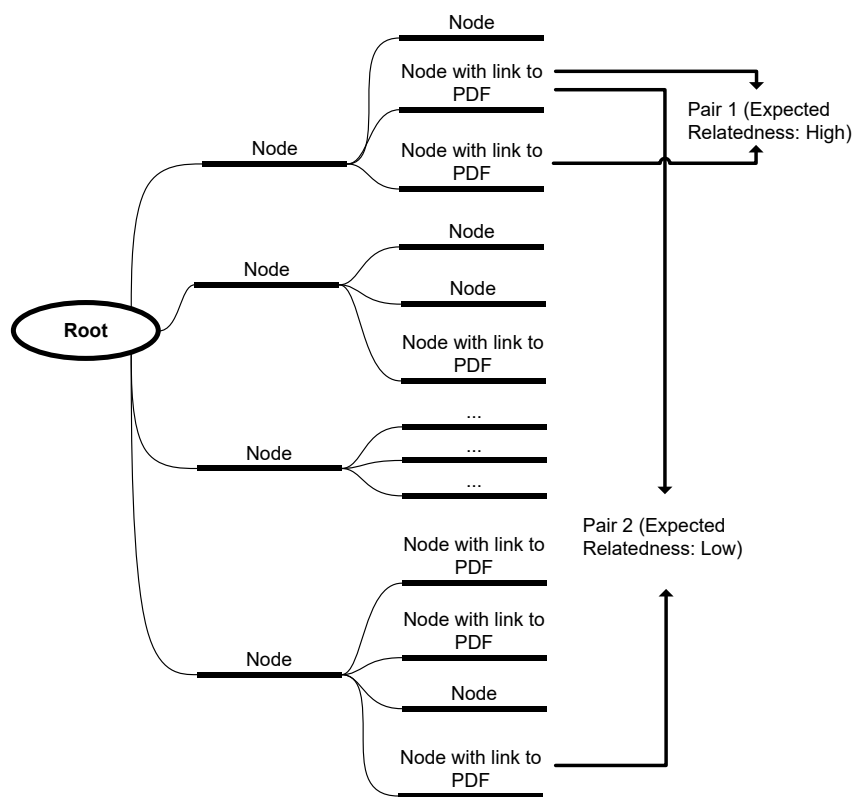 Node
Node with link to
PDF
Pair 1 (Expected
Relatedness: High)
Node
Node with link to
PDF
Node
Node
Node
Node with link to
PDF
Root
...
Node
...
...
Pair 2 (Expected
Relatedness: Low)
Node with link to
PDF
Node with link to
PDF
Node
Node
Node with link to
PDF